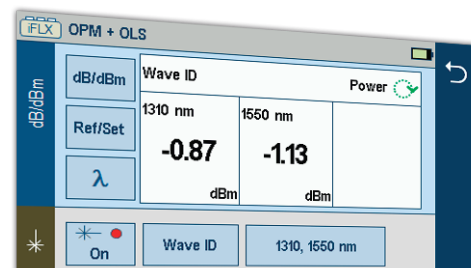 iFLX OPM + OLS
dB/dBm
dB/dBm
Wave ID
Power
Ref/Set
λ
1310 nm
-0.87
dBm
1550 nm
-1.13
dBm
On
Wave ID
1310, 1550 nm